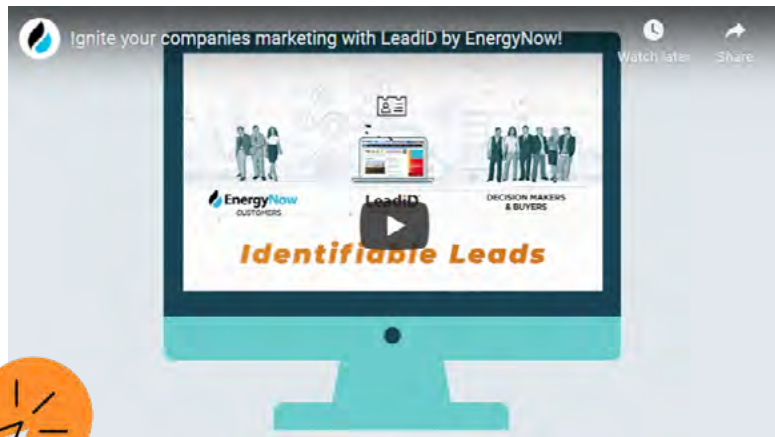 Ignite your companies marketing with LeadiD by EnergyNow!
Watch later
Share
EnergyNow
CUSTOMERS
LeadiD
DECISION MAKERS
& BUYERS
Identifiable Leads